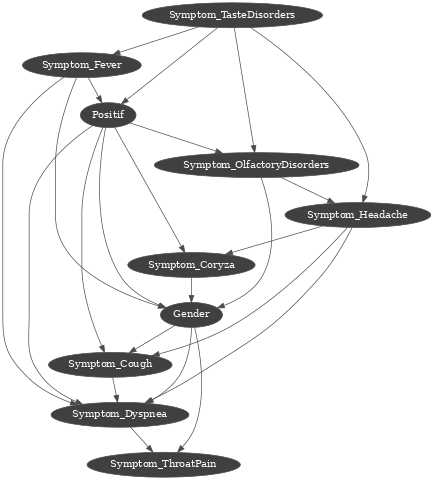 Symptom_TasteDisorders
Symptom_Fever
Positif
Symptom_OlfactoryDisorders
Symptom_Headache
Symptom_Coryza
Gender
Symptom_Cough
Symptom_Dyspnea
Symptom_ThroatPain